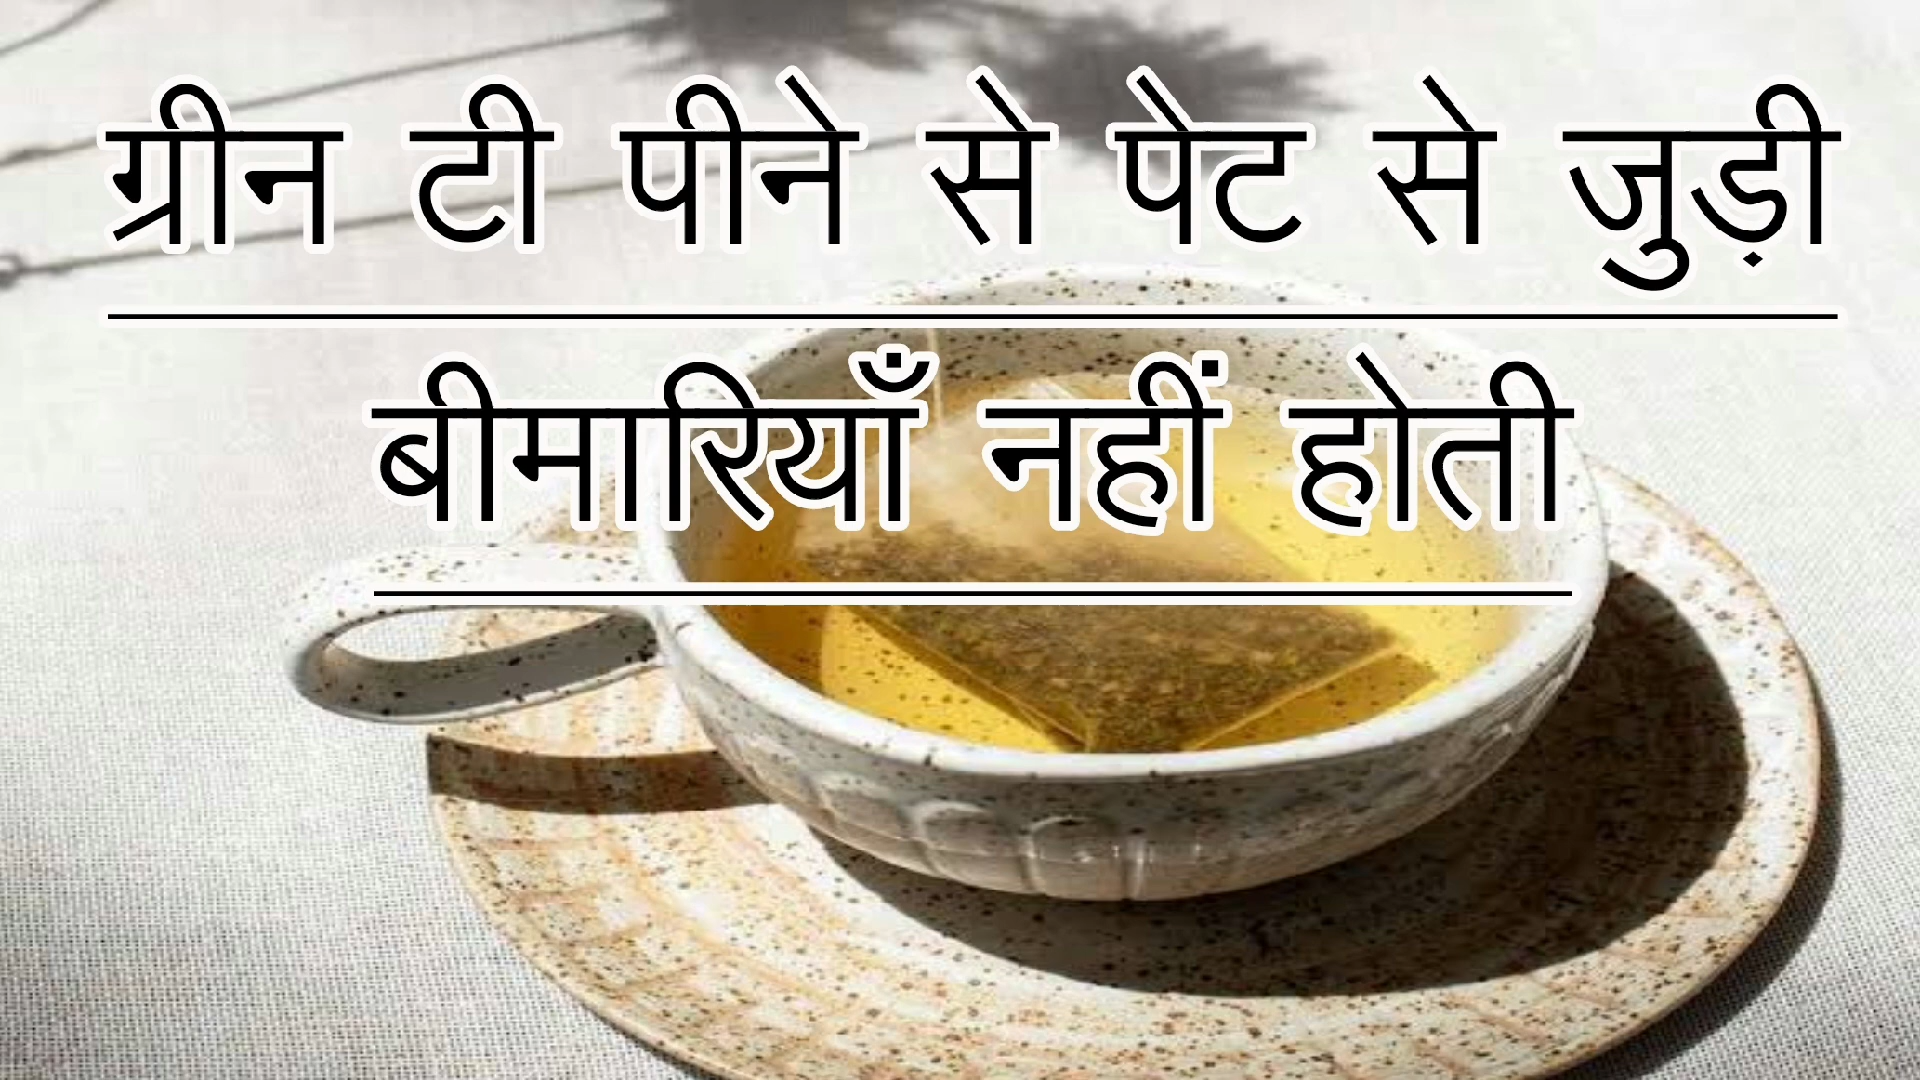 ग्रीन टी पीने से पेट से जुड़ी
बीमारियाँ नहीं होती